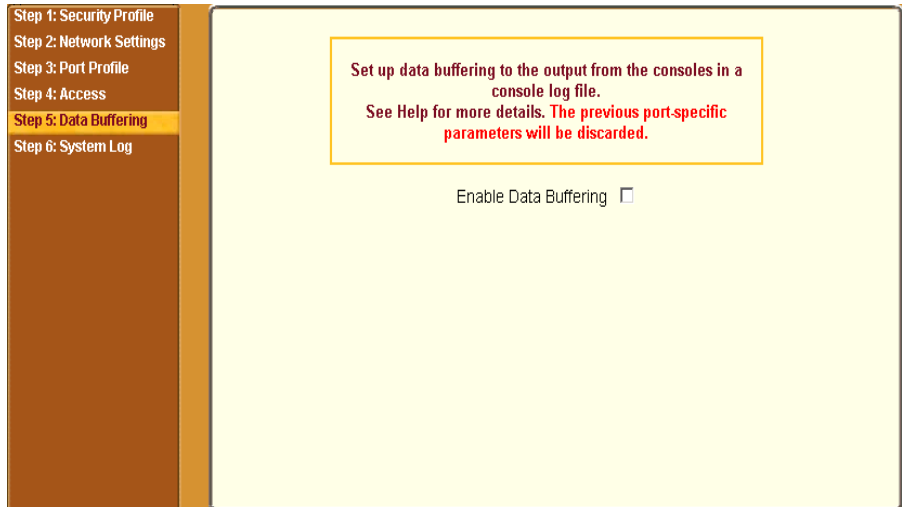 Step 1: Security Profile
Step 2: Network Settings
Step 3: Port Profile
Step 4: Access
Step 5: Data Buffering
Step 6: System Log
Set up data buffering to the output from the consoles in a
console log file.
See Help for more details. The previous port-specific
parameters will be discarded.
Enable Data Buffering